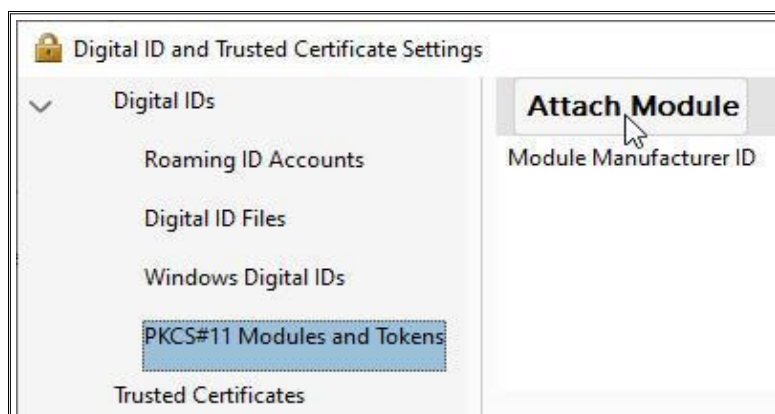 Digital ID and Trusted Certificate Settings
Digital IDs
Roaming ID Accounts
Digital ID Files
Windows Digital IDs
PKCS#11 Modules and Tokens
Trusted Certificates
Attach Module
Module Manufacturer ID